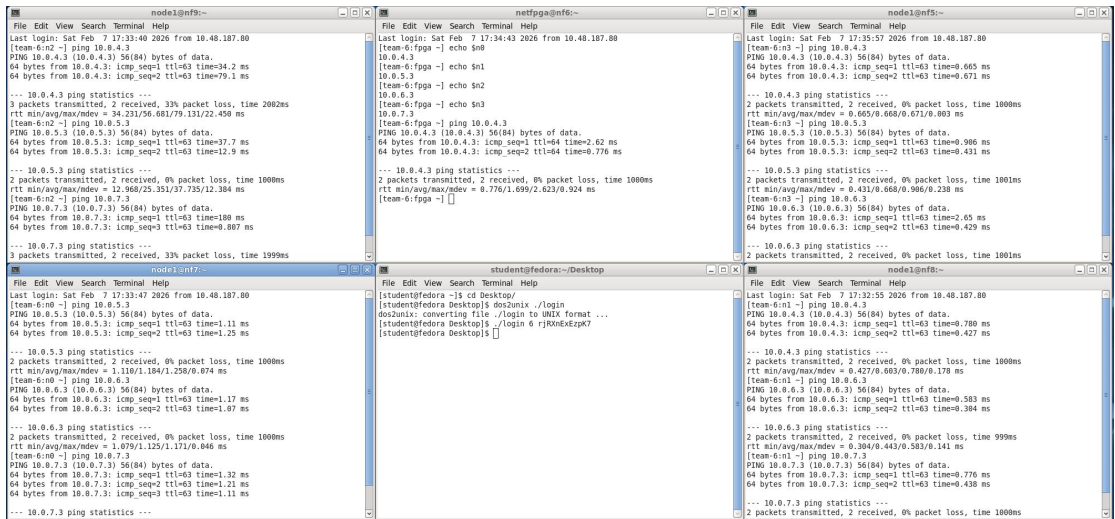 node1@nf9:~
File Edit View Search Terminal Help
Last login: Sat Feb  7 17:33:40 2026 from 10.48.187.80
[team-6:n2 ~] ping 10.0.4.3
PING 10.0.4.3 (10.0.4.3) 56(84) bytes of data.
64 bytes from 10.0.4.3: icmp_seq=1 ttl=63 time=34.2 ms
64 bytes from 10.0.4.3: icmp_seq=2 ttl=63 time=79.1 ms
--- 10.0.4.3 ping statistics ---
3 packets transmitted, 2 received, 33% packet loss, time 2002ms
rtt min/avg/max/mdev = 34.231/56.681/79.131/22.450 ms
[team-6:n2 ~] ping 10.0.5.3
PING 10.0.5.3 (10.0.5.3) 56(84) bytes of data.
64 bytes from 10.0.5.3: icmp_seq=1 ttl=63 time=37.7 ms
64 bytes from 10.0.5.3: icmp_seq=2 ttl=63 time=12.9 ms
--- 10.0.5.3 ping statistics ---
2 packets transmitted, 2 received, 0% packet loss, time 1000ms
rtt min/avg/max/mdev = 12.968/25.351/37.735/12.384 ms
[team-6:n2 ~] ping 10.0.7.3
PING 10.0.7.3 (10.0.7.3) 56(84) bytes of data.
64 bytes from 10.0.7.3: icmp_seq=1 ttl=63 time=180 ms
64 bytes from 10.0.7.3: icmp_seq=3 ttl=63 time=0.807 ms
--- 10.0.7.3 ping statistics ---
3 packets transmitted, 2 received, 33% packet loss, time 1999ms
netfpga@nf6:~
File Edit View Search Terminal Help
Last login: Sat Feb  7 17:34:43 2026 from 10.48.187.80
[team-6:fpga ~] echo $n0
10.0.4.3
[team-6:fpga ~] echo $n1
10.0.5.3
[team-6:fpga ~] echo $n2
10.0.6.3
[team-6:fpga ~] echo $n3
10.0.7.3
[team-6:fpga ~] ping 10.0.4.3
PING 10.0.4.3 (10.0.4.3) 56(84) bytes of data.
64 bytes from 10.0.4.3: icmp_seq=1 ttl=64 time=2.62 ms
64 bytes from 10.0.4.3: icmp_seq=2 ttl=64 time=0.776 ms
--- 10.0.4.3 ping statistics ---
2 packets transmitted, 2 received, 0% packet loss, time 1000ms
rtt min/avg/max/mdev = 0.776/1.699/2.623/0.924 ms
[team-6:fpga ~]
node1@nf5:~
File Edit View Search Terminal Help
Last login: Sat Feb  7 17:35:57 2026 from 10.48.187.80
[team-6:n3 ~] ping 10.0.4.3
PING 10.0.4.3 (10.0.4.3) 56(84) bytes of data.
64 bytes from 10.0.4.3: icmp_seq=1 ttl=63 time=0.665 ms
64 bytes from 10.0.4.3: icmp_seq=2 ttl=63 time=0.671 ms
--- 10.0.4.3 ping statistics ---
2 packets transmitted, 2 received, 0% packet loss, time 1000ms
rtt min/avg/max/mdev = 0.665/0.668/0.671/0.003 ms
[team-6:n3 ~] ping 10.0.5.3
PING 10.0.5.3 (10.0.5.3) 56(84) bytes of data.
64 bytes from 10.0.5.3: icmp_seq=1 ttl=63 time=0.906 ms
64 bytes from 10.0.5.3: icmp_seq=2 ttl=63 time=0.431 ms
--- 10.0.5.3 ping statistics ---
2 packets transmitted, 2 received, 0% packet loss, time 1001ms
rtt min/avg/max/mdev = 0.431/0.668/0.906/0.238 ms
[team-6:n3 ~] ping 10.0.6.3
PING 10.0.6.3 (10.0.6.3) 56(84) bytes of data.
64 bytes from 10.0.6.3: icmp_seq=1 ttl=63 time=2.65 ms
64 bytes from 10.0.6.3: icmp_seq=2 ttl=63 time=0.429 ms
--- 10.0.6.3 ping statistics ---
2 packets transmitted, 2 received, 0% packet loss, time 1001ms
node1@nf7:~
File Edit View Search Terminal Help
Last login: Sat Feb  7 17:33:47 2026 from 10.48.187.80
[team-6:n0 ~] ping 10.0.5.3
PING 10.0.5.3 (10.0.5.3) 56(84) bytes of data.
64 bytes from 10.0.5.3: icmp_seq=1 ttl=63 time=1.11 ms
64 bytes from 10.0.5.3: icmp_seq=2 ttl=63 time=1.25 ms
--- 10.0.5.3 ping statistics ---
2 packets transmitted, 2 received, 0% packet loss, time 1000ms
rtt min/avg/max/mdev = 1.110/1.184/1.258/0.074 ms
[team-6:n0 ~] ping 10.0.6.3
PING 10.0.6.3 (10.0.6.3) 56(84) bytes of data.
64 bytes from 10.0.6.3: icmp_seq=1 ttl=63 time=1.17 ms
64 bytes from 10.0.6.3: icmp_seq=2 ttl=63 time=1.07 ms
--- 10.0.6.3 ping statistics ---
2 packets transmitted, 2 received, 0% packet loss, time 1000ms
rtt min/avg/max/mdev = 1.079/1.125/1.171/0.046 ms
[team-6:n0 ~] ping 10.0.7.3
PING 10.0.7.3 (10.0.7.3) 56(84) bytes of data.
64 bytes from 10.0.7.3: icmp_seq=1 ttl=63 time=1.32 ms
64 bytes from 10.0.7.3: icmp_seq=2 ttl=63 time=1.21 ms
64 bytes from 10.0.7.3: icmp_seq=3 ttl=63 time=1.11 ms
--- 10.0.7.3 ping statistics ---
student@fedora:~/Desktop
File Edit View Search Terminal Help
[student@fedora ~]$ cd Desktop/
[student@fedora Desktop]$ dos2unix ./login
dos2unix: converting file ./login to UNIX format ...
[student@fedora Desktop]$ ./login 6 rjRXnExEzpK7
[student@fedora Desktop]$
node1@nf8:~
File Edit View Search Terminal Help
Last login: Sat Feb  7 17:32:55 2026 from 10.48.187.80
[team-6:n1 ~] ping 10.0.4.3
PING 10.0.4.3 (10.0.4.3) 56(84) bytes of data.
64 bytes from 10.0.4.3: icmp_seq=1 ttl=63 time=0.780 ms
64 bytes from 10.0.4.3: icmp_seq=2 ttl=63 time=0.427 ms
--- 10.0.4.3 ping statistics ---
2 packets transmitted, 2 received, 0% packet loss, time 1000ms
rtt min/avg/max/mdev = 0.427/0.603/0.780/0.178 ms
[team-6:n1 ~] ping 10.0.6.3
PING 10.0.6.3 (10.0.6.3) 56(84) bytes of data.
64 bytes from 10.0.6.3: icmp_seq=1 ttl=63 time=0.583 ms
64 bytes from 10.0.6.3: icmp_seq=2 ttl=63 time=0.304 ms
--- 10.0.6.3 ping statistics ---
2 packets transmitted, 2 received, 0% packet loss, time 999ms
rtt min/avg/max/mdev = 0.304/0.443/0.583/0.141 ms
[team-6:n1 ~] ping 10.0.7.3
PING 10.0.7.3 (10.0.7.3) 56(84) bytes of data.
64 bytes from 10.0.7.3: icmp_seq=1 ttl=63 time=0.776 ms
64 bytes from 10.0.7.3: icmp_seq=2 ttl=63 time=0.438 ms
--- 10.0.7.3 ping statistics ---
2 packets transmitted, 2 received, 0% packet loss, time 1000ms